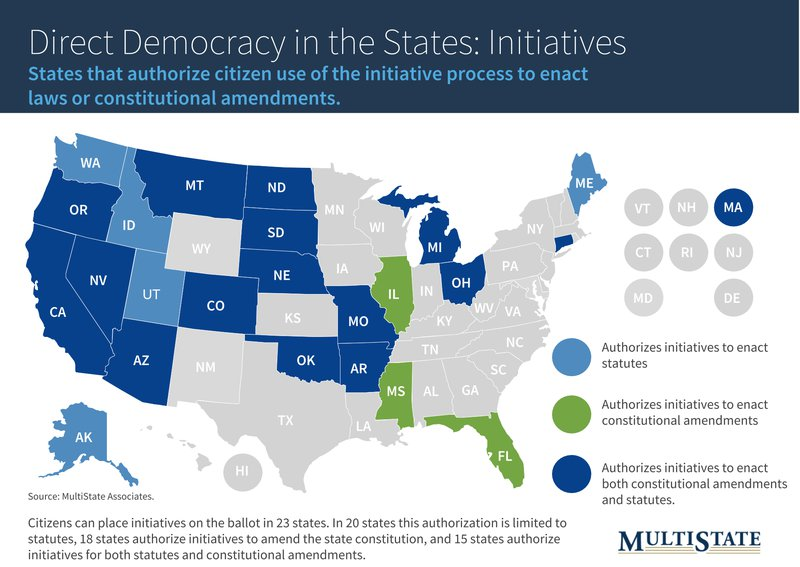 Direct Democracy in the States: Initiatives
States that authorize citizen use of the initiative process to enact
laws or constitutional amendments.
WA
MT
ND
MN
ME
OR
ID
SD
WI
MI
NY
VT
NH
MA
WY
IA
NE
PA
CT
RI
NJ
NV
UT
CO
IL
IN
OH
WV
VA
MD
DE
CA
KS
MO
KY
AZ
NM
OK
AR
TN
NC
SC
MS
AL
GA
TX
LA
FL
AK
HI
Authorizes initiatives to enact
statutes
Authorizes initiatives to enact
constitutional amendments
Authorizes initiatives to enact
both constitutional amendments
and statutes.
Source: MultiState Associates.
Citizens can place initiatives on the ballot in 23 states. In 20 states this authorization is limited to
statutes, 18 states authorize initiatives to amend the state constitution, and 15 states authorize
initiatives for both statutes and constitutional amendments.
MULTISTATE